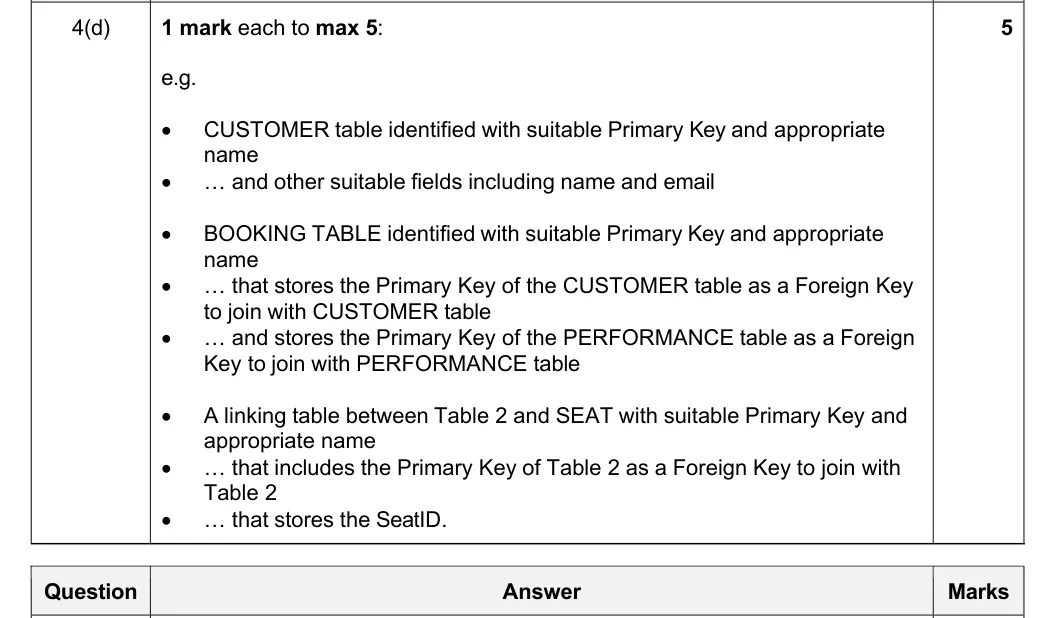 4(d) 1 mark each to max 5: 5
e.g.
• CUSTOMER table identified with suitable Primary Key and appropriate
name
• … and other suitable fields including name and email
• BOOKING TABLE identified with suitable Primary Key and appropriate
name
• … that stores the Primary Key of the CUSTOMER table as a Foreign Key
to join with CUSTOMER table
• … and stores the Primary Key of the PERFORMANCE table as a Foreign
Key to join with PERFORMANCE table
• A linking table between Table 2 and SEAT with suitable Primary Key and
appropriate name
• … that includes the Primary Key of Table 2 as a Foreign Key to join with
Table 2
• … that stores the SeatID.
Question Answer Marks